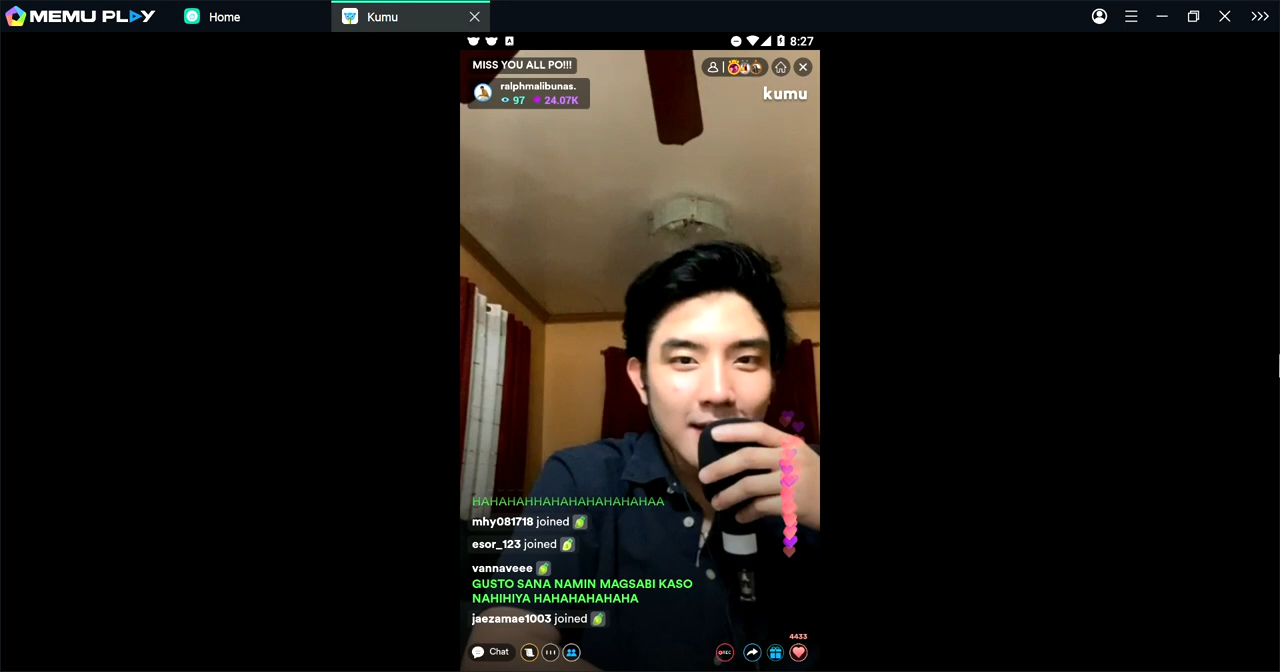 MEMU PLAY
Home
Kumu
A
8:27
MISS YOU ALL PO!!!
ralphmalibunas.
97 24.07K
kumu
HAHAHAHHAHAHAHAHAHAHAA
mhy081718 joined
esor_123 joined
vannaveee
GUSTO SANA NAMIN MAGSABI KASO
NAHIHIYA HAHAHAHAHAHA
jaezamae1003 joined
4433
Chat
REC